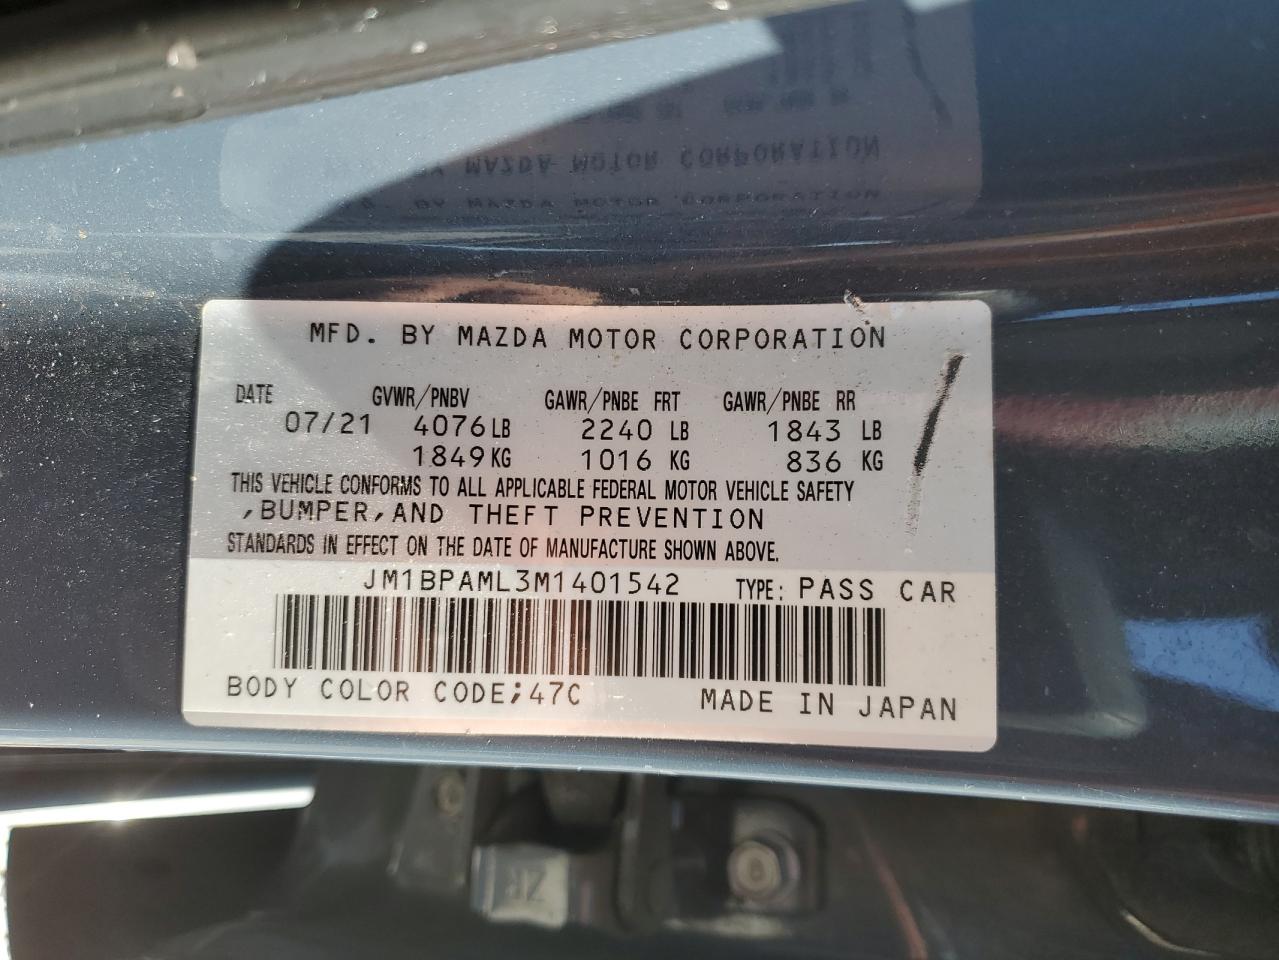 MFD. BY MAZDA MOTOR CORPORATION
DATE GVWR/PNBV GAWR/PNBE FRT GAWR/PNBE RR
07/21 4076LB 2240 LB 1843 LB
1849KG 1016 KG 836 KG
THIS VEHICLE CONFORMS TO ALL APPLICABLE FEDERAL MOTOR VEHICLE SAFETY
,BUMPER,AND THEFT PREVENTION
STANDARDS IN EFFECT ON THE DATE OF MANUFACTURE SHOWN ABOVE.
JM1BPAML3M1401542 TYPE: PASS CAR
BODY COLOR CODE;47C MADE IN JAPAN